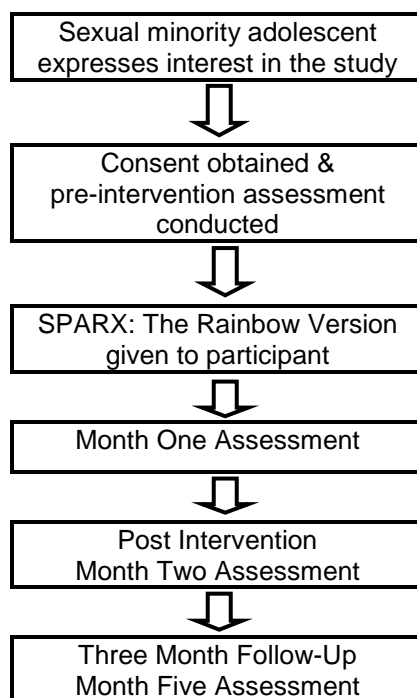 Sexual minority adolescent
expresses interest in the study
Consent obtained &
pre-intervention assessment
conducted
SPARX: The Rainbow Version
given to participant
Month One Assessment
Post Intervention
Month Two Assessment
Three Month Follow-Up
Month Five Assessment